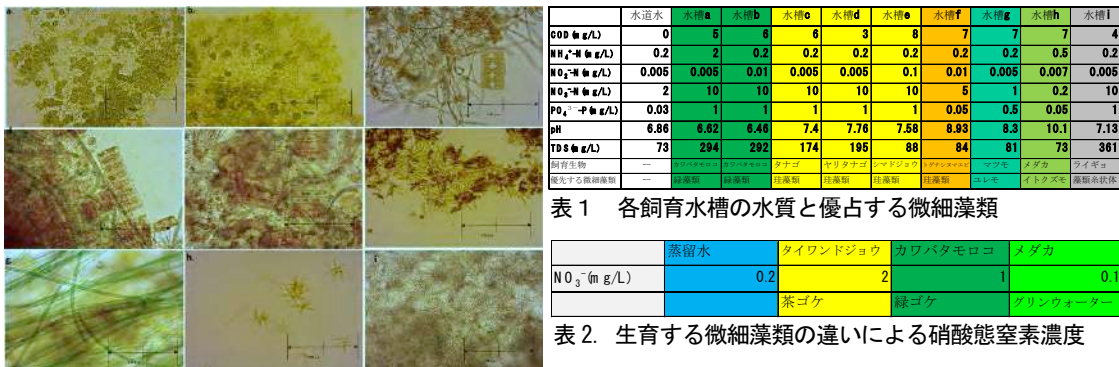 a. b. c.
g. h. i.
水道水 水槽a 水槽b 水槽c 水槽d 水槽e 水槽f 水槽g 水槽h 水槽i
COD(mg/L) 0 5 6 6 3 8 7 7 7 4
NH₄⁺-N(mg/L) 0.2 2 0.2 0.2 0.2 0.2 0.2 0.2 0.5 0.2
NO₂⁻-N(mg/L) 0.005 0.005 0.01 0.005 0.005 0.1 0.01 0.005 0.007 0.005
NO₃⁻-N(mg/L) 2 10 10 10 10 10 5 1 0.2 10
PO₄³⁻-P(mg/L) 0.03 1 1 1 1 1 0.05 0.5 0.05 1
pH 6.86 6.62 6.46 7.4 7.76 7.58 8.93 8.3 10.1 7.13
TDS(mg/L) 73 294 292 174 195 88 84 81 73 361
飼育生物 — カワバタモロコ カワバタモロコ タナゴ ヤリタナゴ シマドジョウ マツモ メダカ ライギョ
優先する微細藻類 — 緑藻類 緑藻類 珪藻類 珪藻類 珪藻類 珪藻類 ユレモ イトクズモ 藻類糸状体
表1 各飼育水槽の水質と優占する微細藻類
蒸留水 タイワンドジョウ カワバタモロコ メダカ
NO₃⁻(mg/L) 0.2 2 1 0.1
茶ゴケ 緑ゴケ グリンウォーター
表2. 生育する微細藻類の違いによる硝酸態窒素濃度